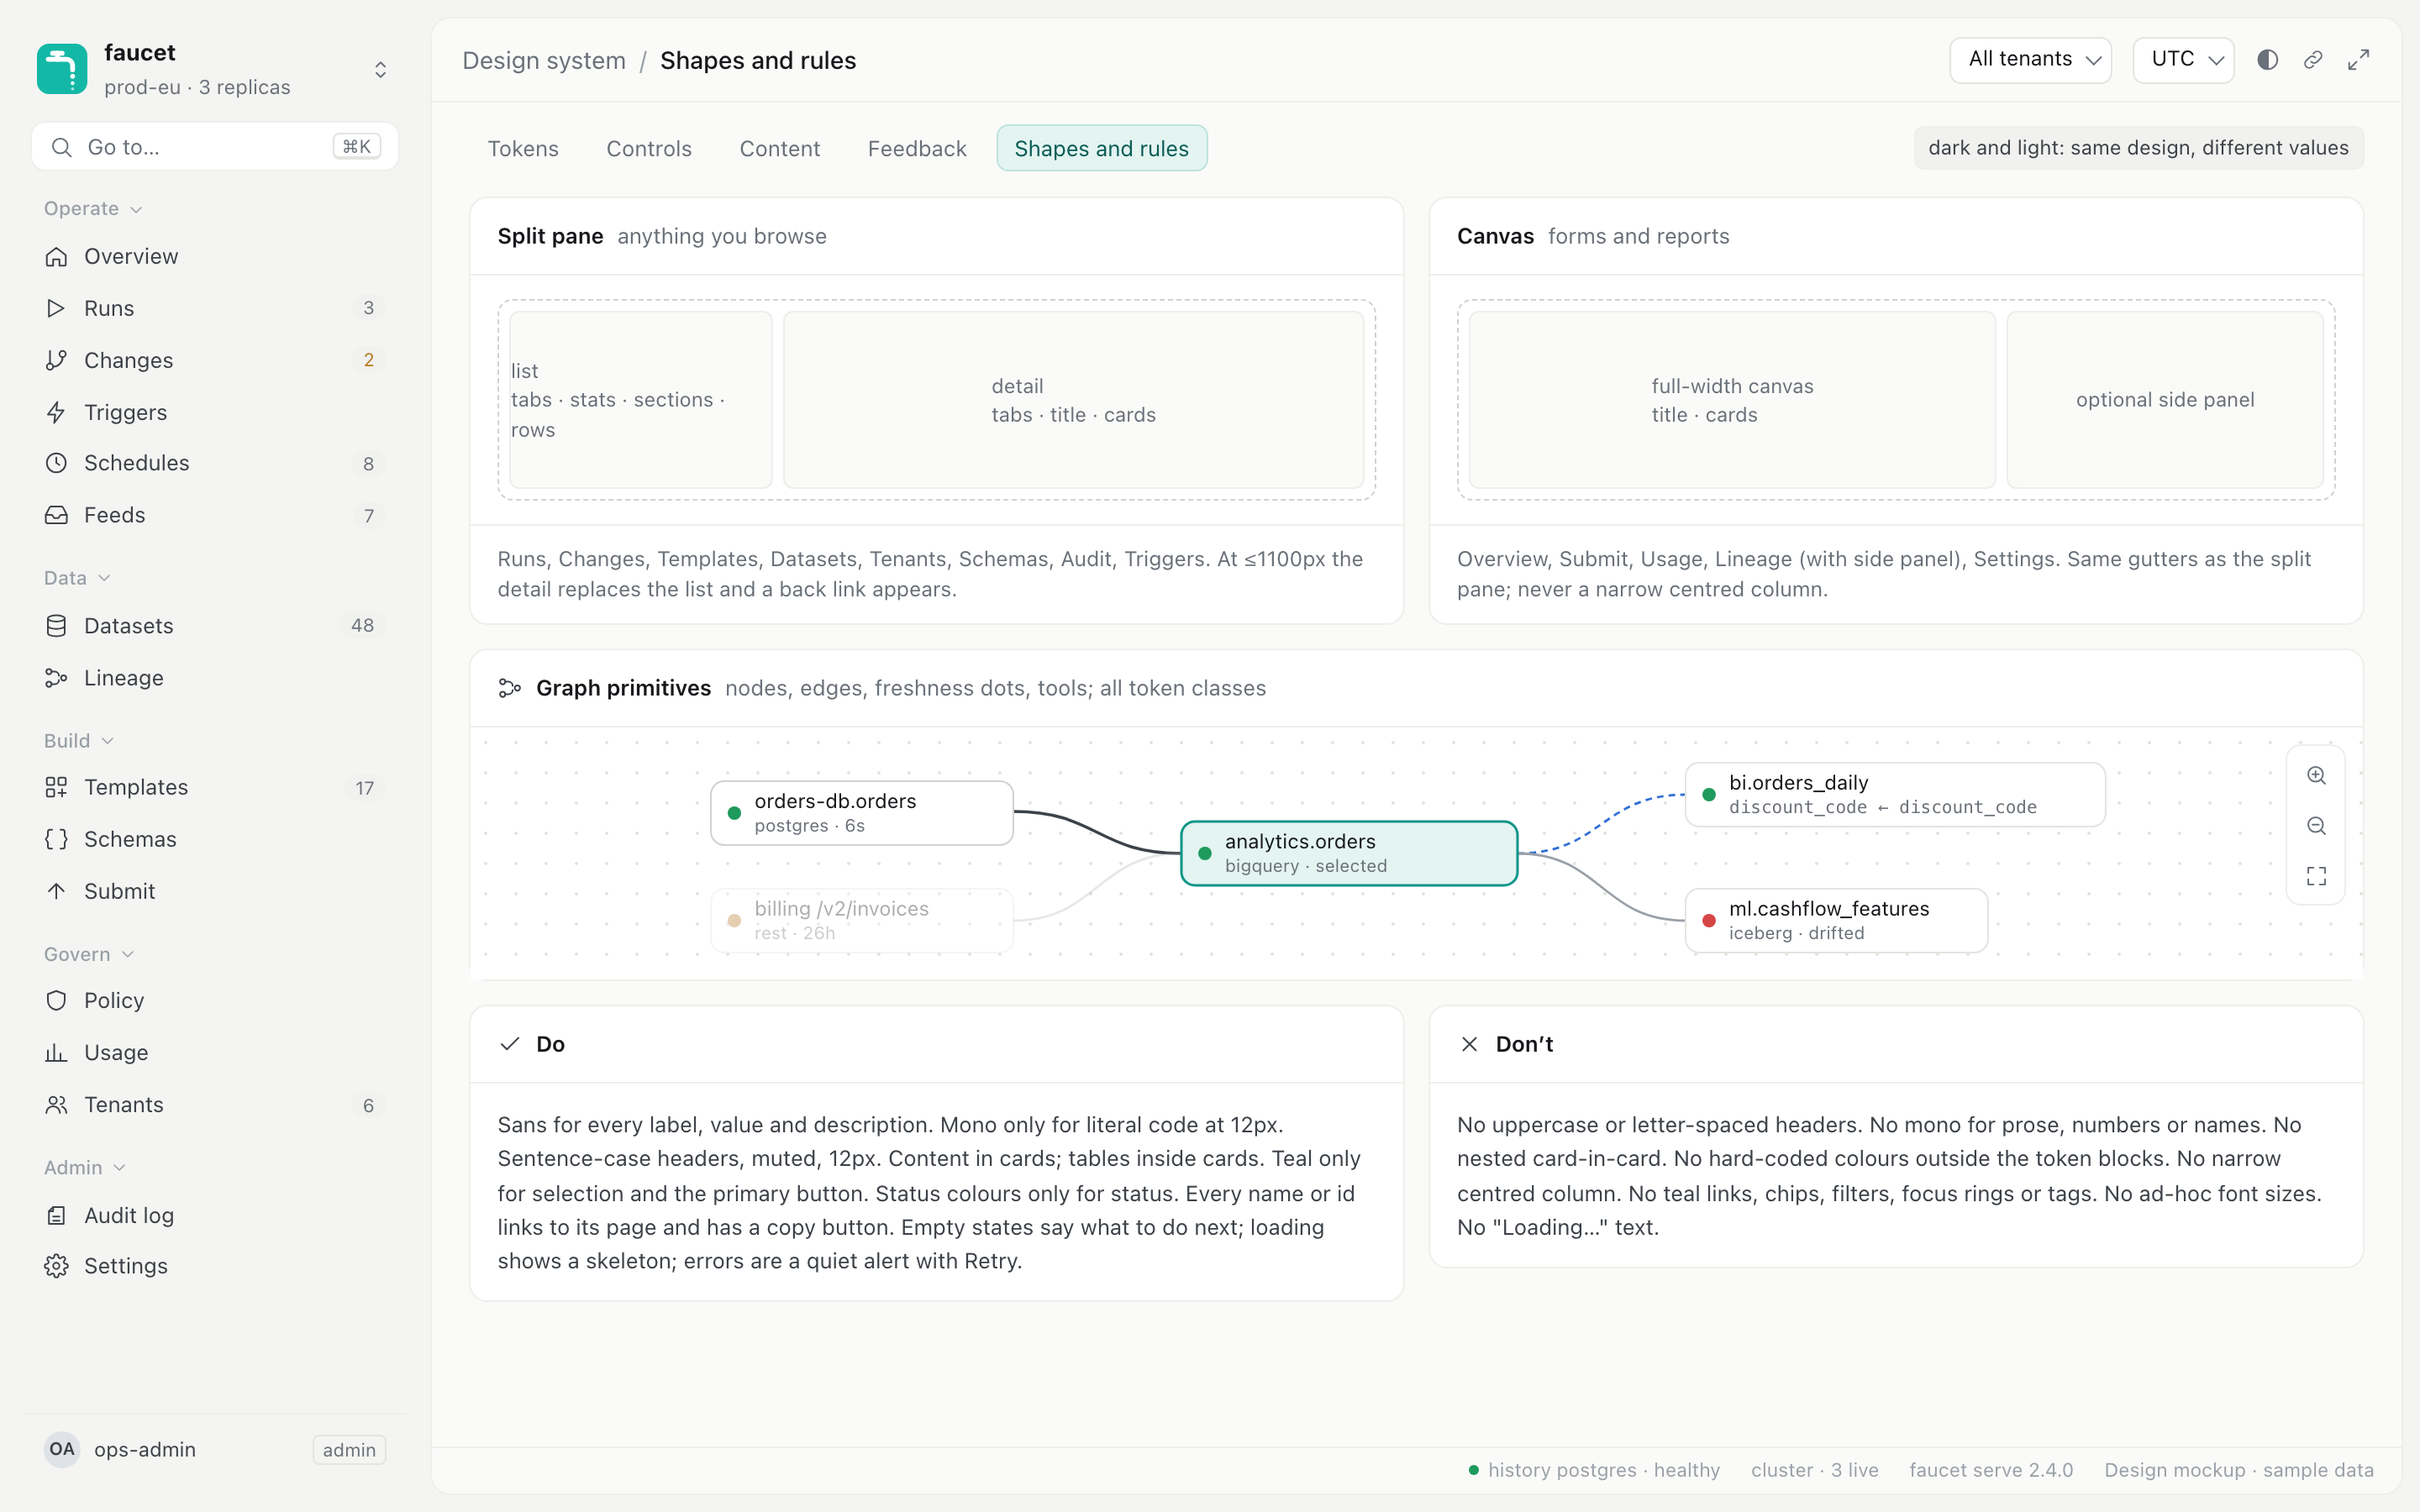 faucet
prod-eu · 3 replicas
Go to...
⌘K
Operate
Overview
Runs
3
Changes
2
Triggers
Schedules
8
Feeds
7
Data
Datasets
48
Lineage
Build
Templates
17
Schemas
Submit
Govern
Policy
Usage
Tenants
6
Admin
Audit log
Settings
OA
ops-admin
admin
Design system / Shapes and rules
All tenants
UTC
Tokens
Controls
Content
Feedback
Shapes and rules
dark and light: same design, different values
Split pane anything you browse
list
tabs · stats · sections ·
rows
detail
tabs · title · cards
Runs, Changes, Templates, Datasets, Tenants, Schemas, Audit, Triggers. At ≤1100px the
detail replaces the list and a back link appears.
Canvas forms and reports
full-width canvas
title · cards
optional side panel
Overview, Submit, Usage, Lineage (with side panel), Settings. Same gutters as the split
pane; never a narrow centred column.
Graph primitives nodes, edges, freshness dots, tools; all token classes
orders-db.orders
postgres · 6s
billing /v2/invoices
rest · 26h
analytics.orders
bigquery · selected
bi.orders_daily
discount_code ← discount_code
ml.cashflow_features
iceberg · drifted
Do
Sans for every label, value and description. Mono only for literal code at 12px.
Sentence-case headers, muted, 12px. Content in cards; tables inside cards. Teal only
for selection and the primary button. Status colours only for status. Every name or id
links to its page and has a copy button. Empty states say what to do next; loading
shows a skeleton; errors are a quiet alert with Retry.
Don’t
No uppercase or letter-spaced headers. No mono for prose, numbers or names. No
nested card-in-card. No hard-coded colours outside the token blocks. No narrow
centred column. No teal links, chips, filters, focus rings or tags. No ad-hoc font sizes.
No "Loading…" text.
history postgres · healthy
cluster · 3 live
faucet serve 2.4.0
Design mockup · sample data